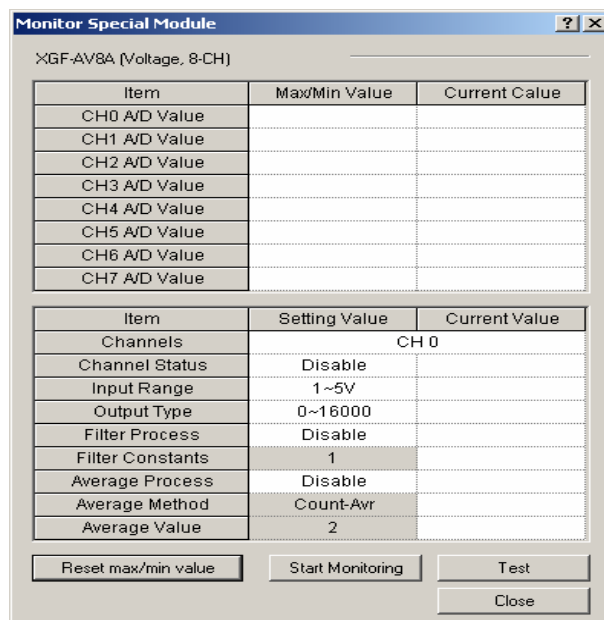 Monitor Special Module
XGF-AV8A (Voltage, 8-CH)
Item Max/Min Value Current Calue
CH0 A/D Value
CH1 A/D Value
CH2 A/D Value
CH3 A/D Value
CH4 A/D Value
CH5 A/D Value
CH6 A/D Value
CH7 A/D Value
Item Setting Value Current Value
Channels CH 0
Channel Status Disable
Input Range 1~5V
Output Type 0~16000
Filter Process Disable
Filter Constants 1
Average Process Disable
Average Method Count-Avr
Average Value 2
Reset max/min value Start Monitoring Test
Close